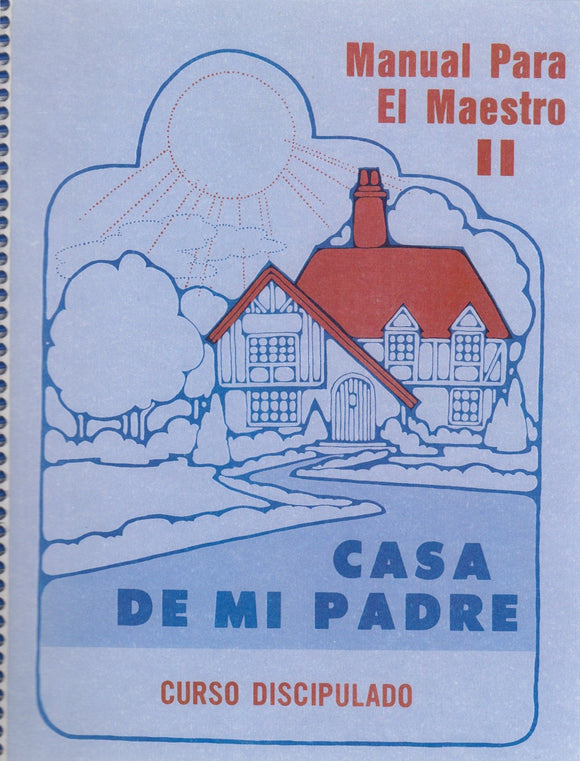 Manual Para
El Maestro
II
CASA
DE MI PADRE
CURSO DISCIPULADO